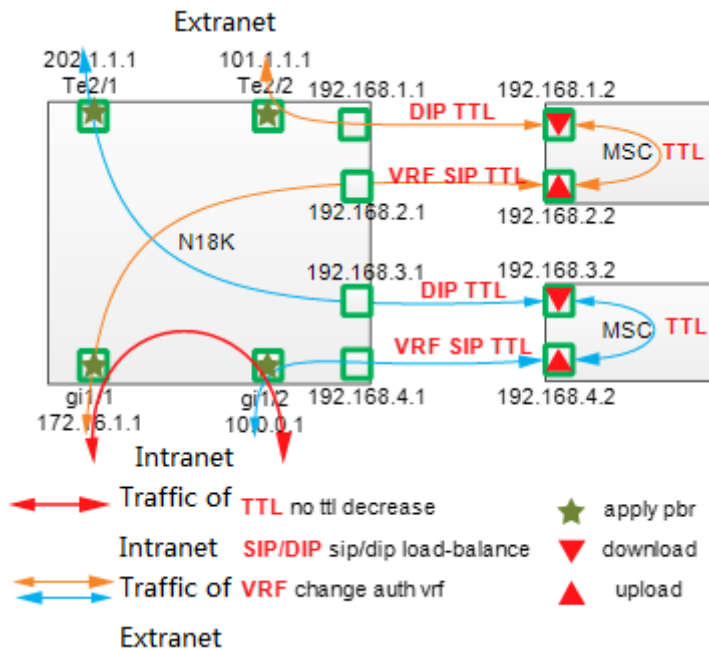 Extranet
202.1.1.1
101.1.1.1
Te2/1
Te2/2
192.168.1.1
192.168.1.2
DIP TTL
MSC
TTL
VRF SIP TTL
192.168.2.1
192.168.2.2
N18K
192.168.3.1
192.168.3.2
DIP TTL
MSC
TTL
VRF SIP TTL
gi1/1
gi1/2
192.168.4.1
192.168.4.2
172.16.1.1
10.0.0.1
Intranet
Traffic of TTL no ttl decrease
apply pbr
Intranet SIP/DIP sip/dip load-balance
download
Traffic of VRF change auth vrf
upload
Extranet